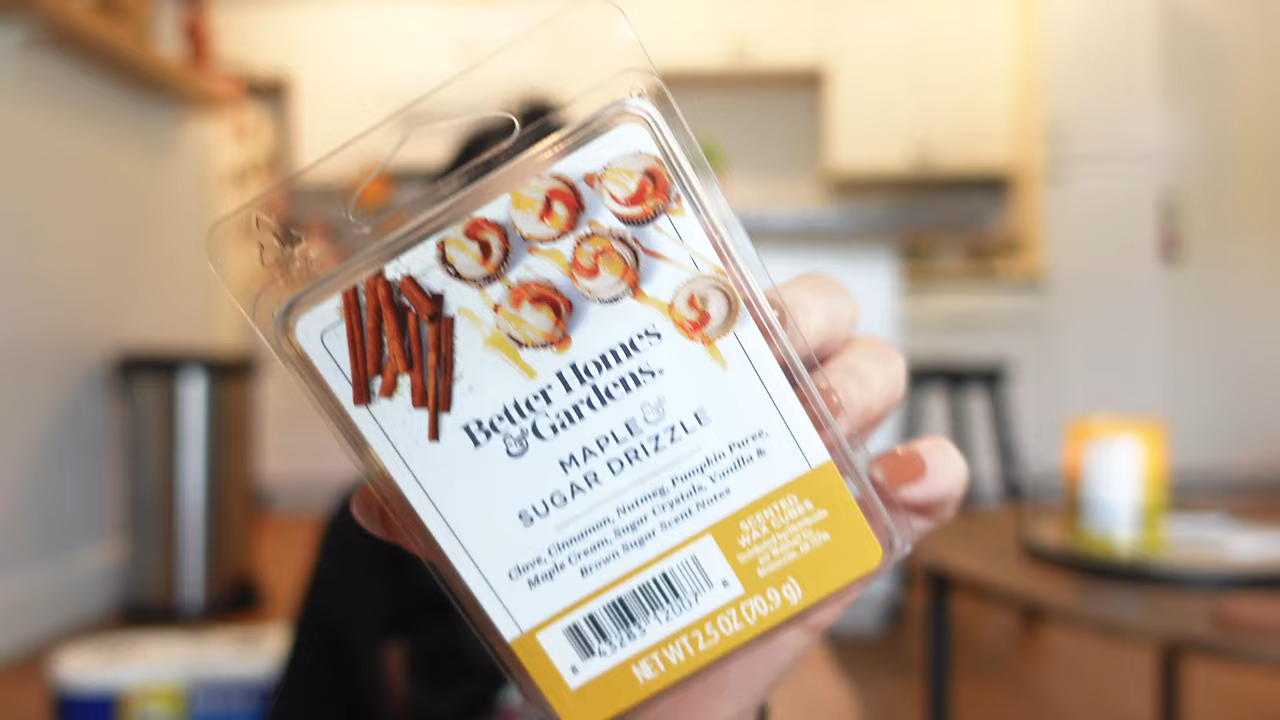 Better Homes
& Gardens.
MAPLE &
SUGAR DRIZZLE
Clove, Cinnamon, Nutmeg, Pumpkin Puree,
Maple Cream, Sugar Crystals, Vanilla &
Brown Sugar Scent Notes
SCENTED
WAX CUBES
NET WT 2.5 OZ (70.9 g)